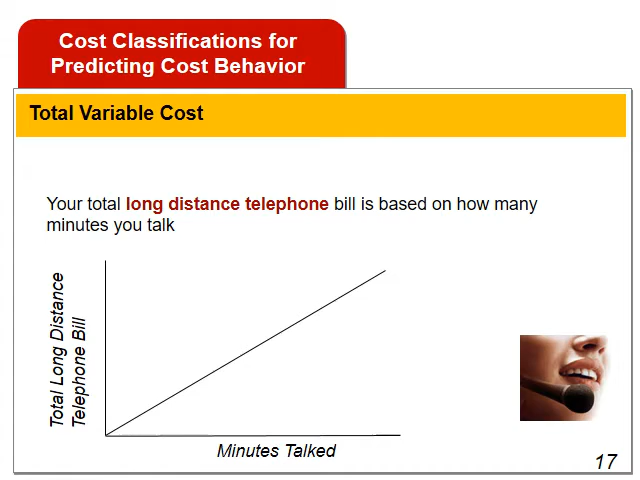 Cost Classifications for
Predicting Cost Behavior
Total Variable Cost
Your total long distance telephone bill is based on how many
minutes you talk
Total Long Distance
Telephone Bill
Minutes Talked
17